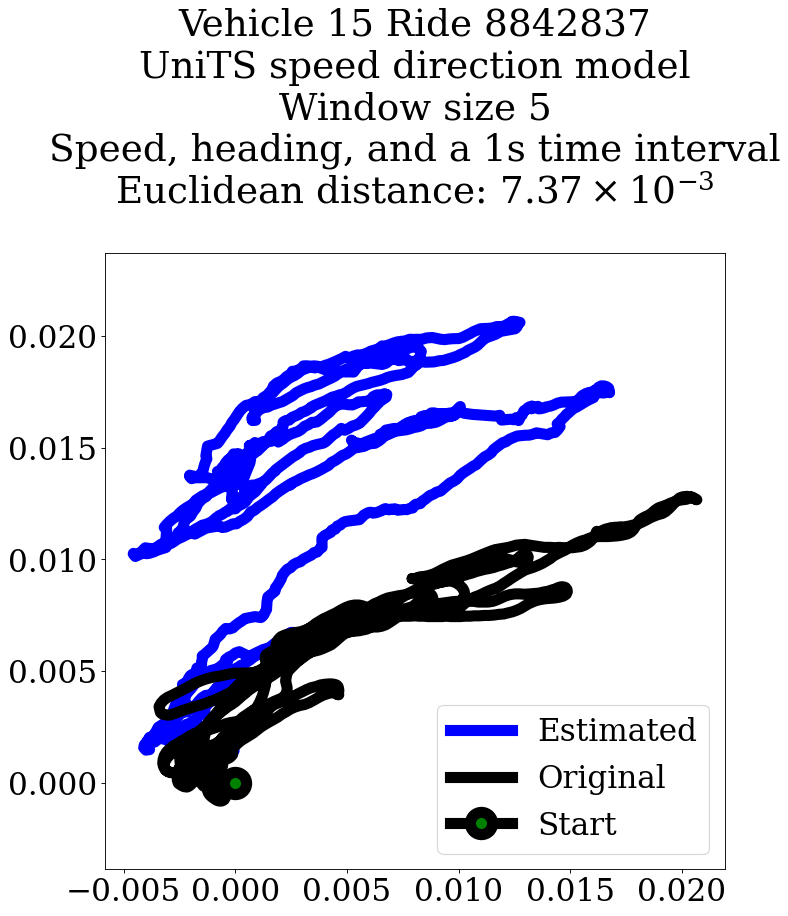 Vehicle 15 Ride 8842837
UniTS speed direction model
Window size 5
Speed, heading, and a 1s time interval
Euclidean distance: 7.37 × 10⁻³
0.020
0.015
0.010
0.005
0.000
Estimated
Original
Start
−0.005 0.000 0.005 0.010 0.015 0.020